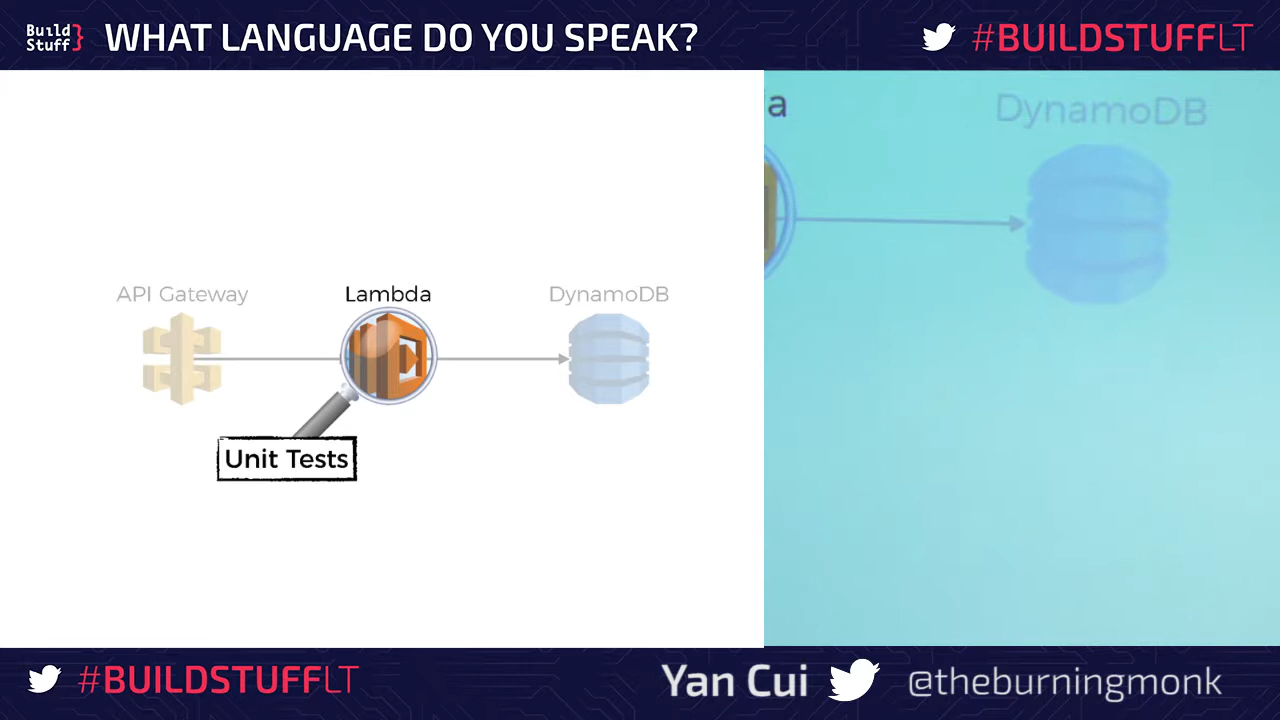 Build
Stuff}
WHAT LANGUAGE DO YOU SPEAK?
#BUILDSTUFFLT
API Gateway
Lambda
DynamoDB
Unit Tests
a
DynamoDB
#BUILDSTUFFLT
Yan Cui
@theburningmonk